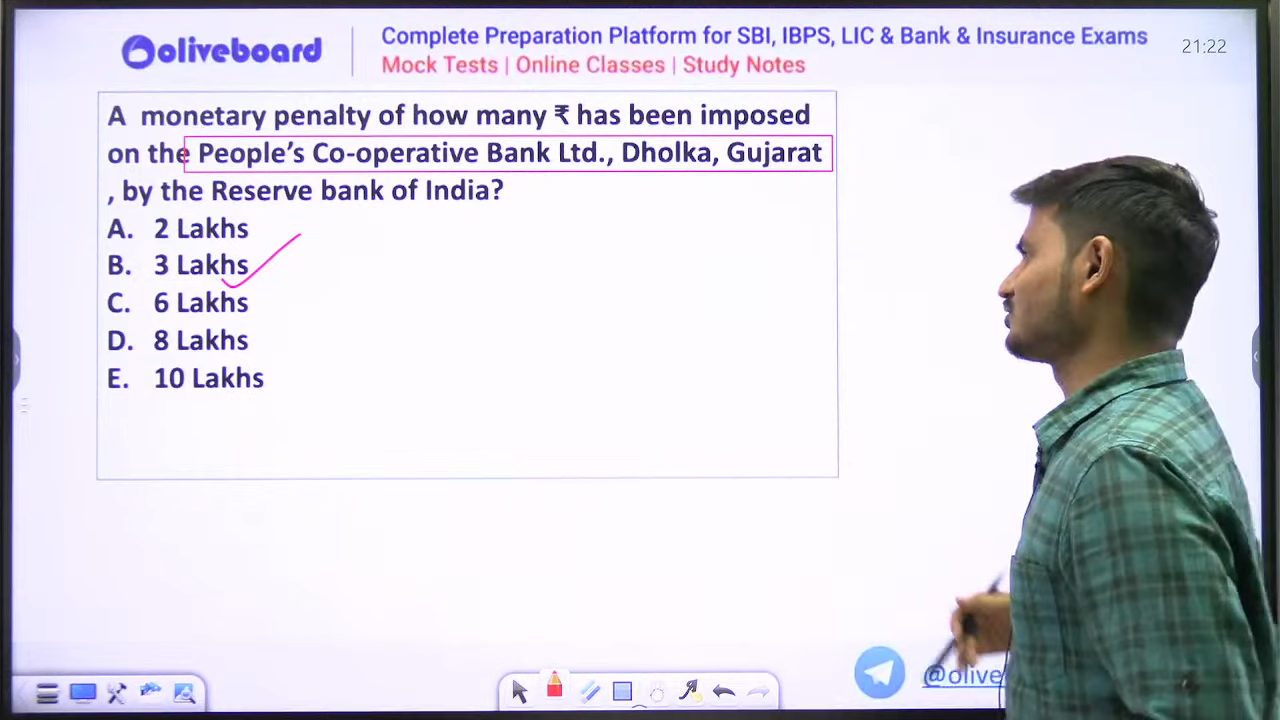 oliveboard
Complete Preparation Platform for SBI, IBPS, LIC & Bank & Insurance Exams
Mock Tests | Online Classes | Study Notes
21:22
A monetary penalty of how many ₹ has been imposed
on the People's Co-operative Bank Ltd., Dholka, Gujarat
, by the Reserve bank of India?
A. 2 Lakhs
B. 3 Lakhs
C. 6 Lakhs
D. 8 Lakhs
E. 10 Lakhs
@olive